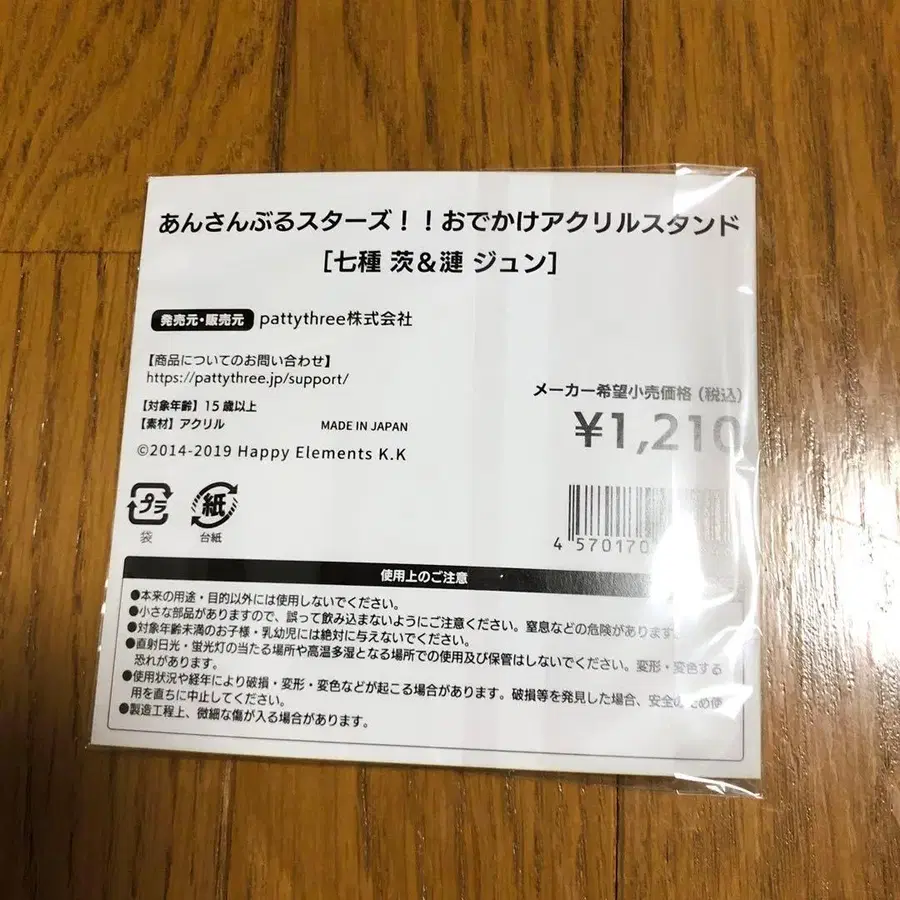 あんさんぶるスターズ！！おでかけアクリルスタンド
［七種 茨＆漣 ジュン］
発売元・販売元 pattythree株式会社
【商品についてのお問い合わせ】
https://pattythree.jp/support/
【対象年齢】15歳以上
【素材】アクリル
MADE IN JAPAN
©2014-2019 Happy Elements K.K
メーカー希望小売価格（税込）
¥1,210
プラ
袋
紙
台紙
4 570170
使用上のご注意
●本来の用途・目的以外には使用しないでください。
●小さな部品がありますので、誤って飲み込まないようにご注意ください。窒息などの危険があります。
●対象年齢未満のお子様・乳幼児には絶対に与えないでください。
●直射日光・蛍光灯の当たる場所や高温多湿となる場所での使用及び保管はしないでください。変形・変色する
恐れがあります。
●使用状況や経年により破損・変形・変色などが起こる場合があります。破損等を発見した場合、安全のため使
用を直ちに中止してください。
●製造工程上、微細な傷が入る場合があります。